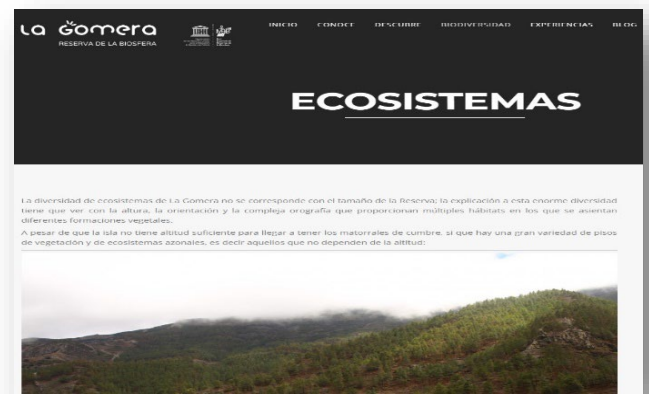 La Gomera
RESERVA DE LA BIOSFERA
INICIO CONOCE DESCUBRE BIODIVERSIDAD EXPERIENCIAS BLOG
ECOSISTEMAS
La diversidad de ecosistemas de La Gomera no se corresponde con el tamaño de la Reserva; la explicación a esta enorme diversidad
tiene que ver con la altura, la orientación y la compleja orografía que proporcionan múltiples hábitats en los que se asientan
diferentes formaciones vegetales.
A pesar de que la isla no tiene altitud suficiente para llegar a tener los matorrales de cumbre, si que hay una gran variedad de pisos
de vegetación y de ecosistemas azonales, es decir aquellos que no dependen de la altitud: